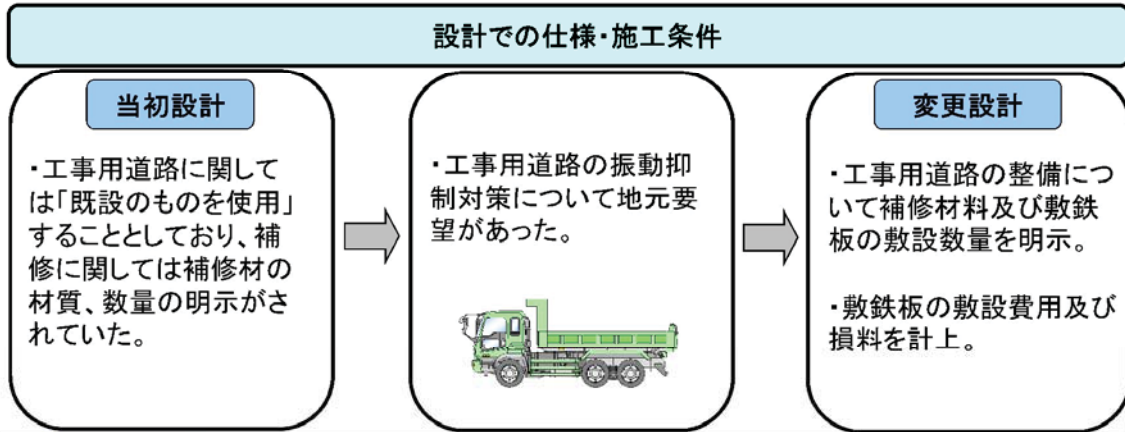 設計での仕様・施工条件
当初設計
・工事用道路に関して
は「既設のものを使用」
することとしており、補
修に関しては補修材の
材質、数量の明示がさ
れていた。
・工事用道路の振動抑
制対策について地元要
望があった。
変更設計
・工事用道路の整備につ
いて補修材料及び敷鉄
板の敷設数量を明示。
・敷鉄板の敷設費用及び
損料を計上。